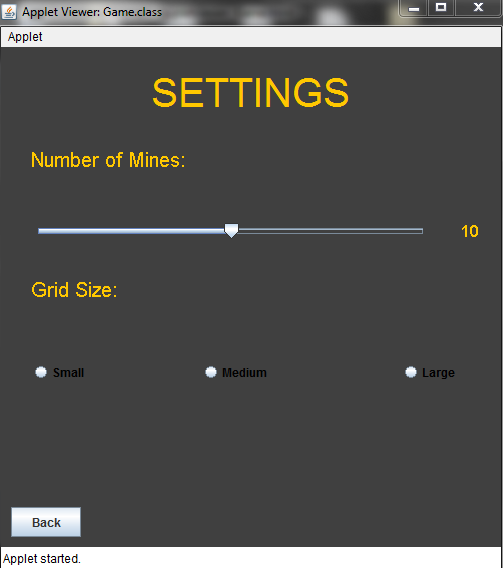 Applet Viewer: Game.class
Applet
SETTINGS
Number of Mines:
10
Grid Size:
Small Medium Large
Back
Applet started.